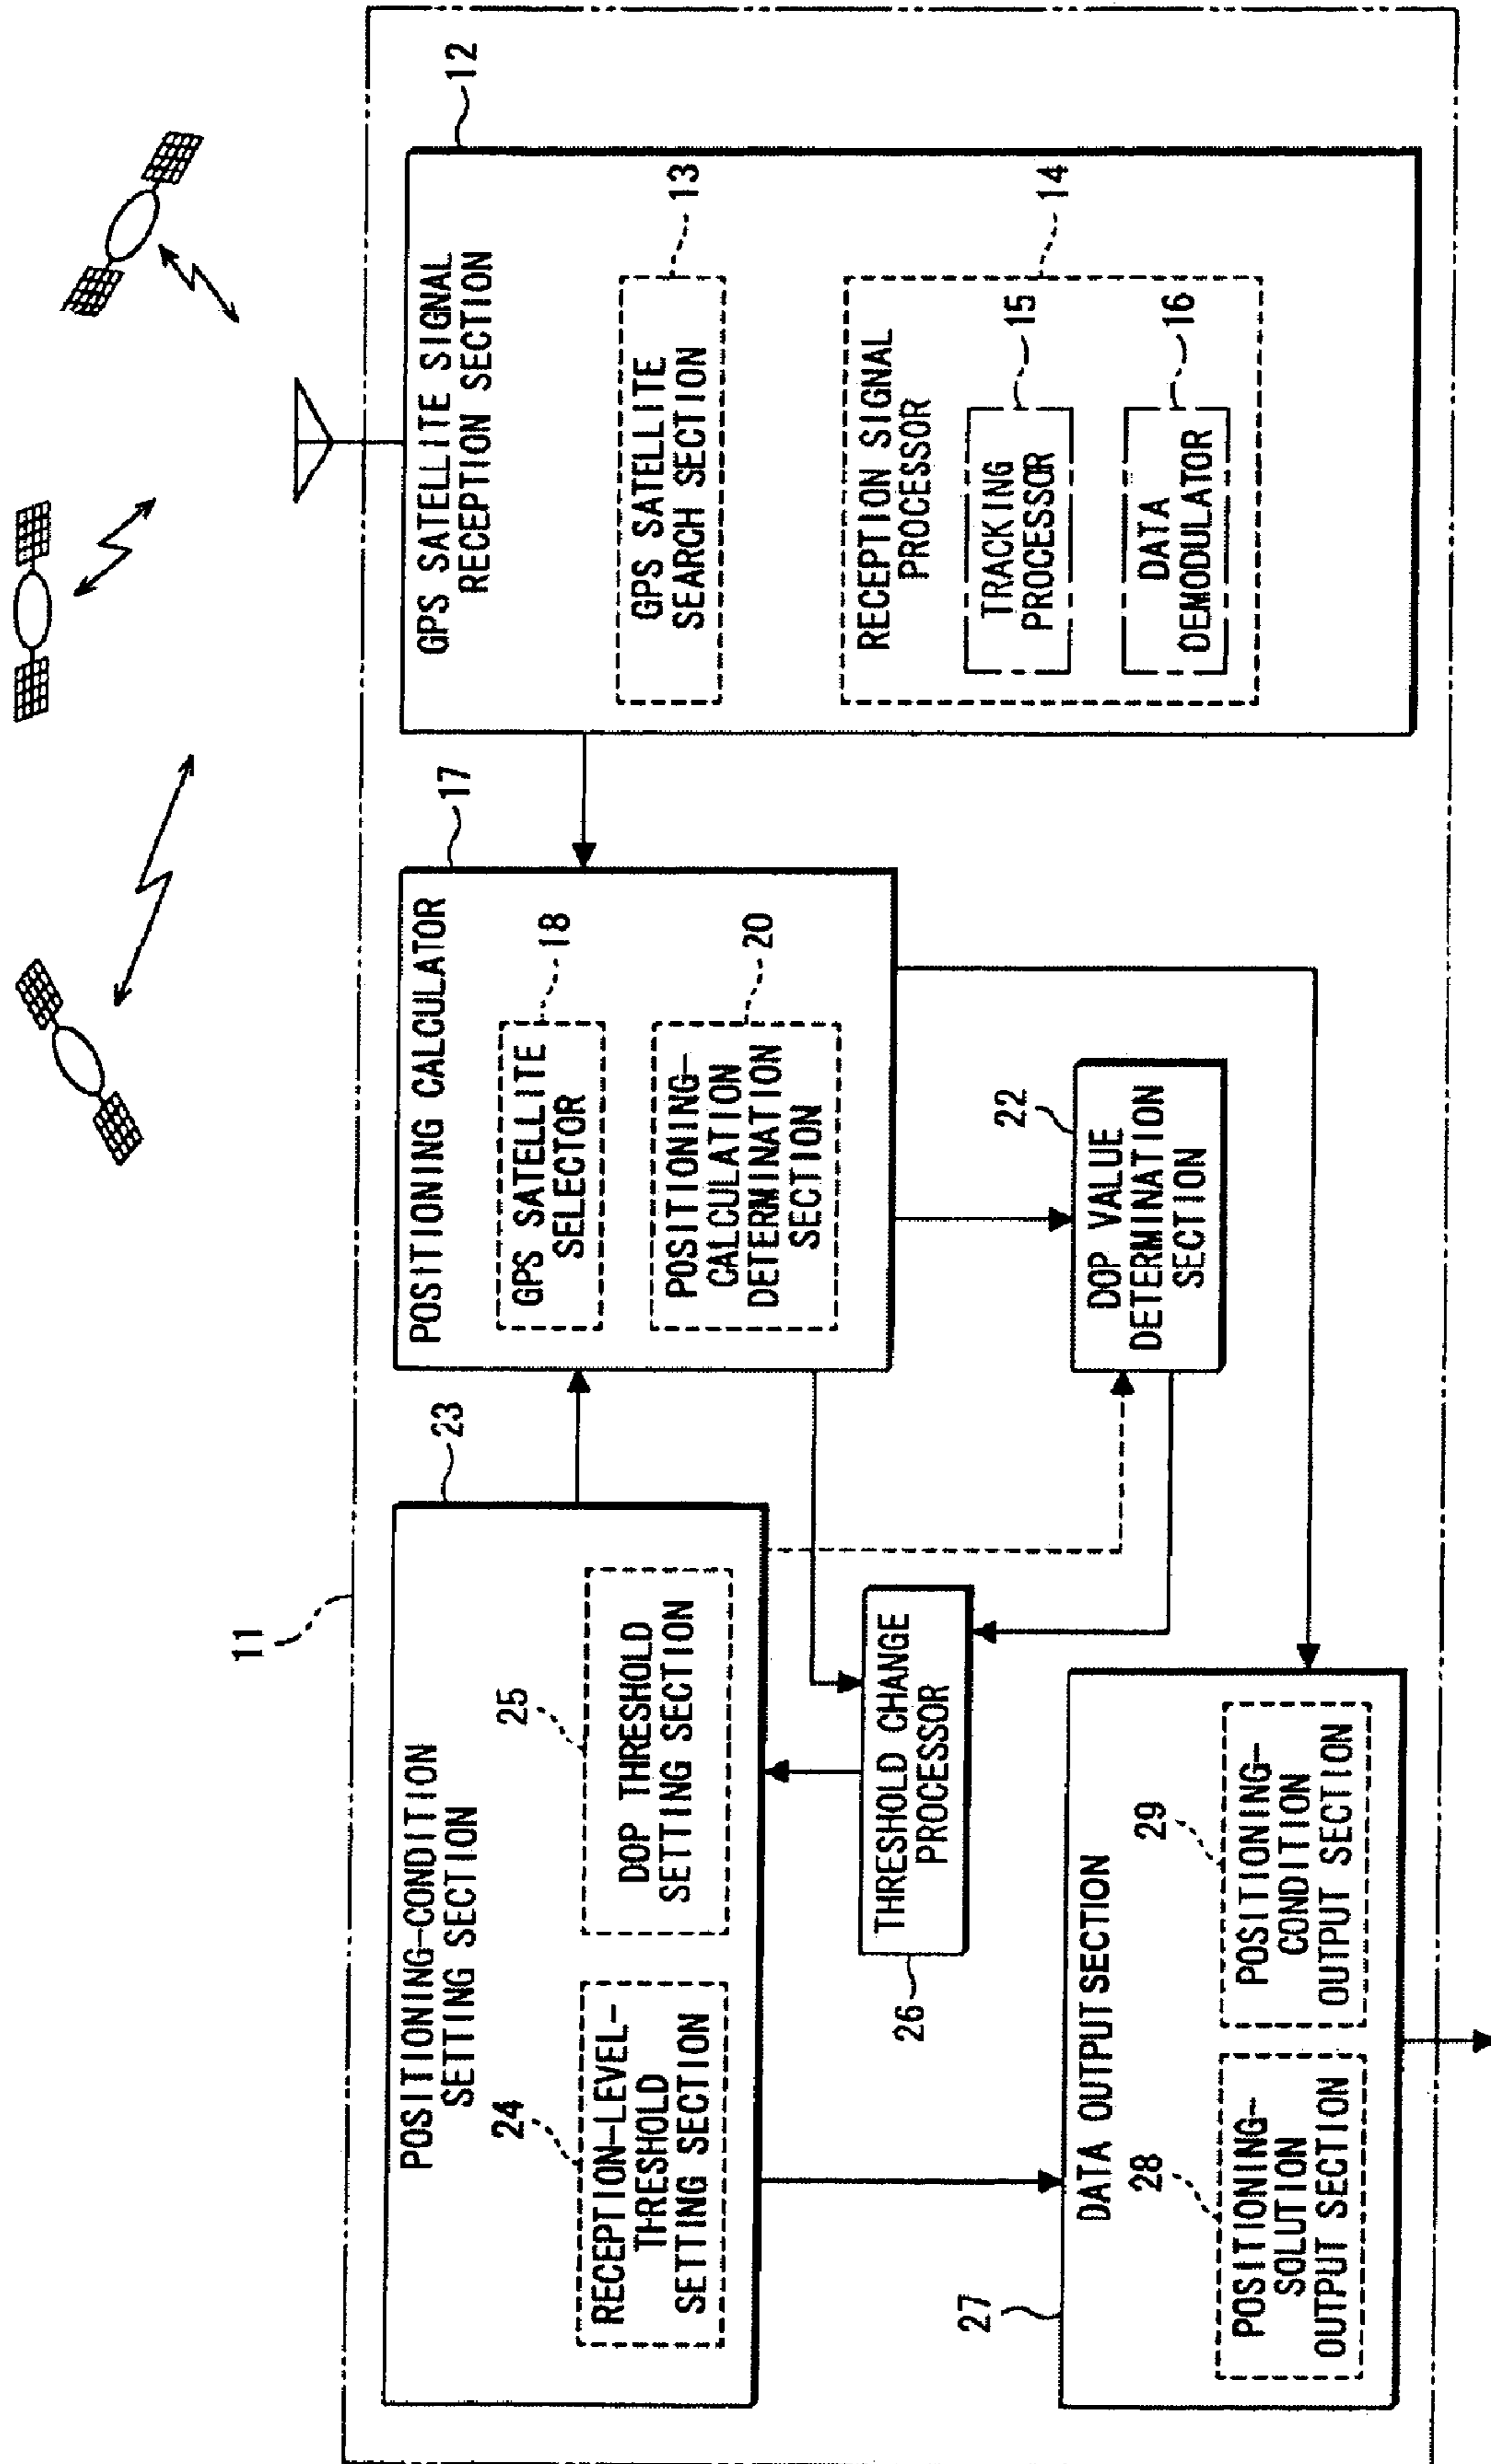 11
23
POSITIONING-CONDITION
SETTING SECTION
24
RECEPTION-LEVEL-
THRESHOLD
SETTING SECTION
25
DOP THRESHOLD
SETTING SECTION
17
POSITIONING CALCULATOR
18
GPS SATELLITE
SELECTOR
20
POSITIONING-
CALCULATION
DETERMINATION
SECTION
12
GPS SATELLITE SIGNAL
RECEPTION SECTION
13
GPS SATELLITE
SEARCH SECTION
14
RECEPTION SIGNAL
PROCESSOR
15
TRACKING
PROCESSOR
16
DATA
DEMODULATOR
26
THRESHOLD CHANGE
PROCESSOR
22
DOP VALUE
DETERMINATION
SECTION
27
DATA OUTPUT SECTION
28
POSITIONING-
SOLUTION
OUTPUT SECTION
29
POSITIONING-
CONDITION
OUTPUT SECTION